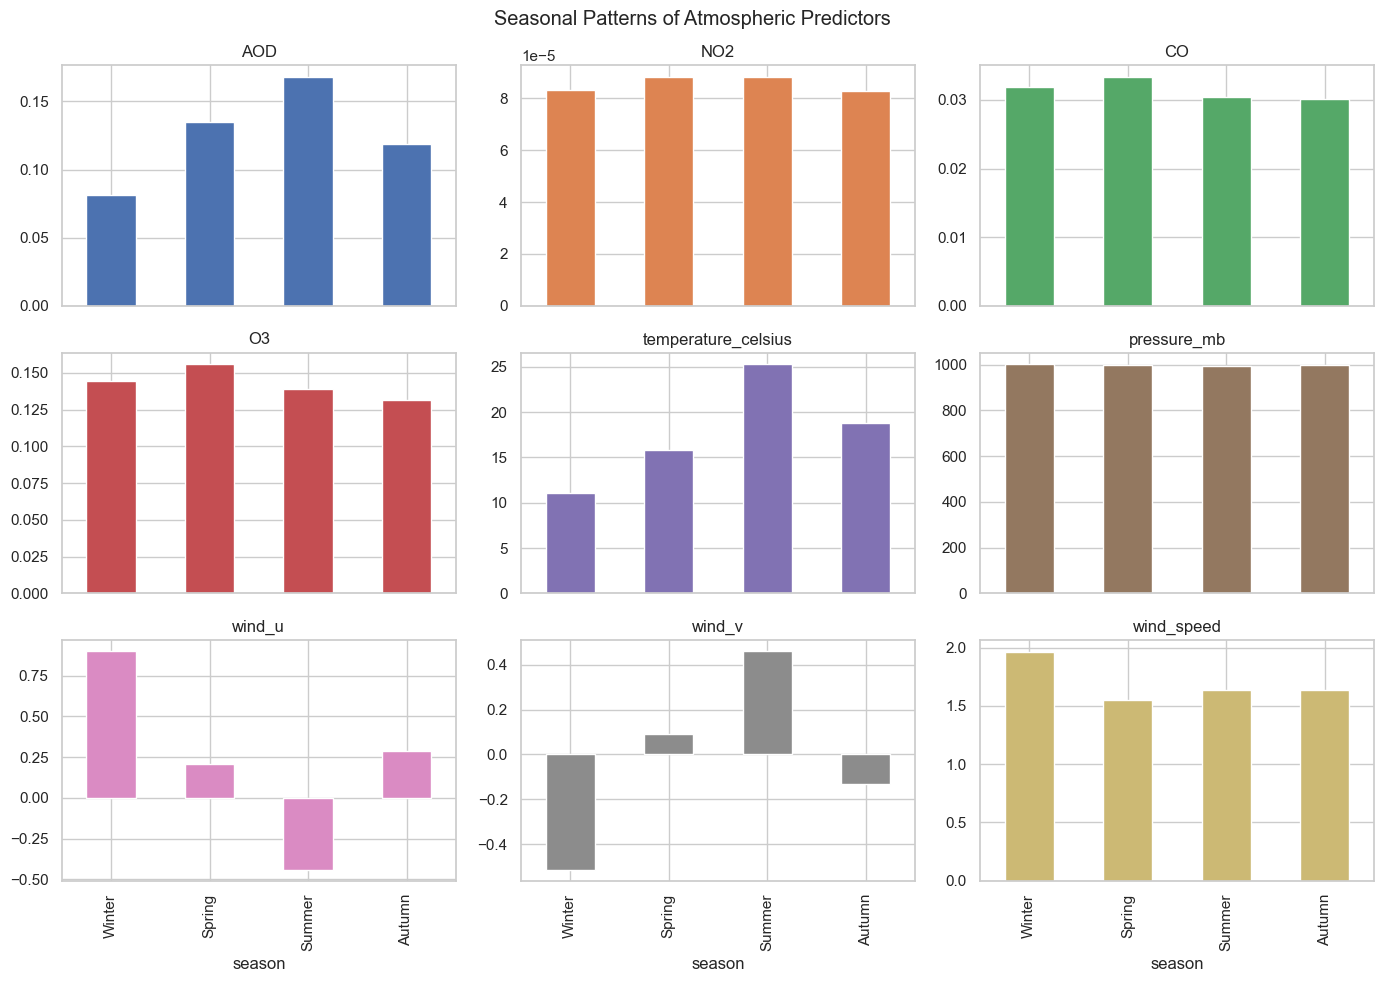 Seasonal Patterns of Atmospheric Predictors
AOD
0.15
0.10
0.05
0.00
NO2
1e−5
8
6
4
2
0
CO
0.03
0.02
0.01
0.00
O3
0.150
0.125
0.100
0.075
0.050
0.025
0.000
temperature_celsius
25
20
15
10
5
0
pressure_mb
1000
800
600
400
200
0
wind_u
0.75
0.50
0.25
0.00
−0.25
−0.50
Winter
Spring
Summer
Autumn
season
wind_v
0.4
0.2
0.0
−0.2
−0.4
Winter
Spring
Summer
Autumn
season
wind_speed
2.0
1.5
1.0
0.5
0.0
Winter
Spring
Summer
Autumn
season